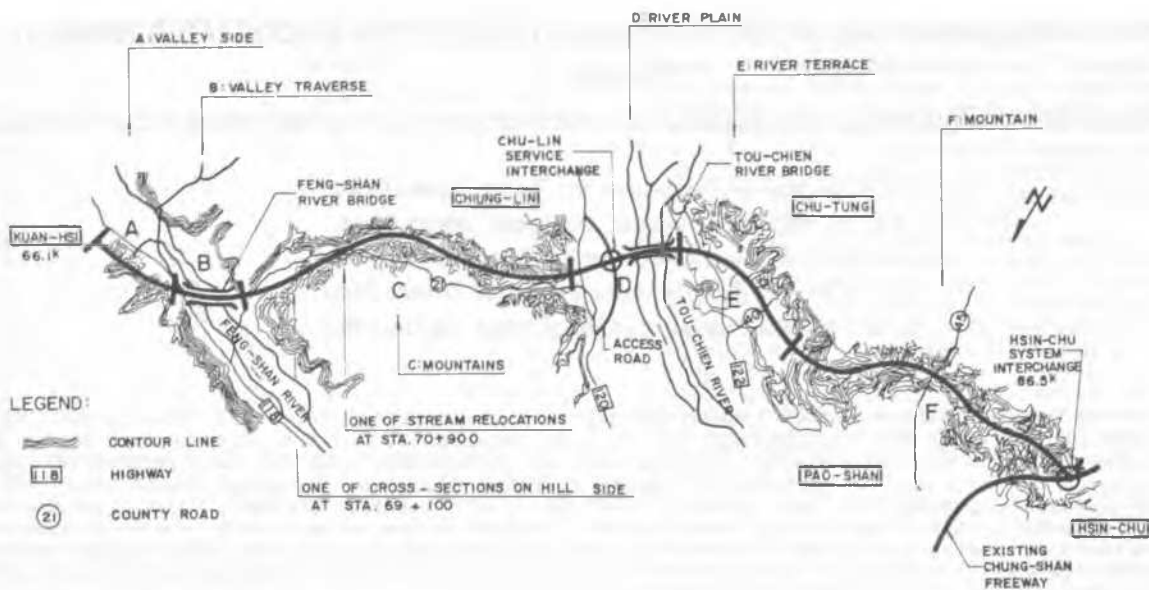 D:RIVER PLAIN
A:VALLEY SIDE
E:RIVER TERRACE
B:VALLEY TRAVERSE
F:MOUNTAIN
CHU-LIN
SERVICE
INTERCHANGE
TOU-CHIEN
RIVER BRIDGE
FENG-SHAN
RIVER BRIDGE
CHIUNG-LIN
CHU-TUNG
N
KUAN-HSI
66.1K
A
B
C
21
D
E
TOU-CHIEN RIVER
FENG-SHAN RIVER
118
ACCESS
ROAD
120
122
C:MOUNTAINS
HSIN-CHU
SYSTEM
INTERCHANGE
86.5K
F
LEGEND:
CONTOUR LINE
118
HIGHWAY
21
COUNTY ROAD
ONE OF STREAM RELOCATIONS
AT STA. 70+900
ONE OF CROSS-SECTIONS ON HILL SIDE
AT STA. 69+100
PAO-SHAN
HSIN-CHU
EXISTING
CHUNG-SHAN
FREEWAY